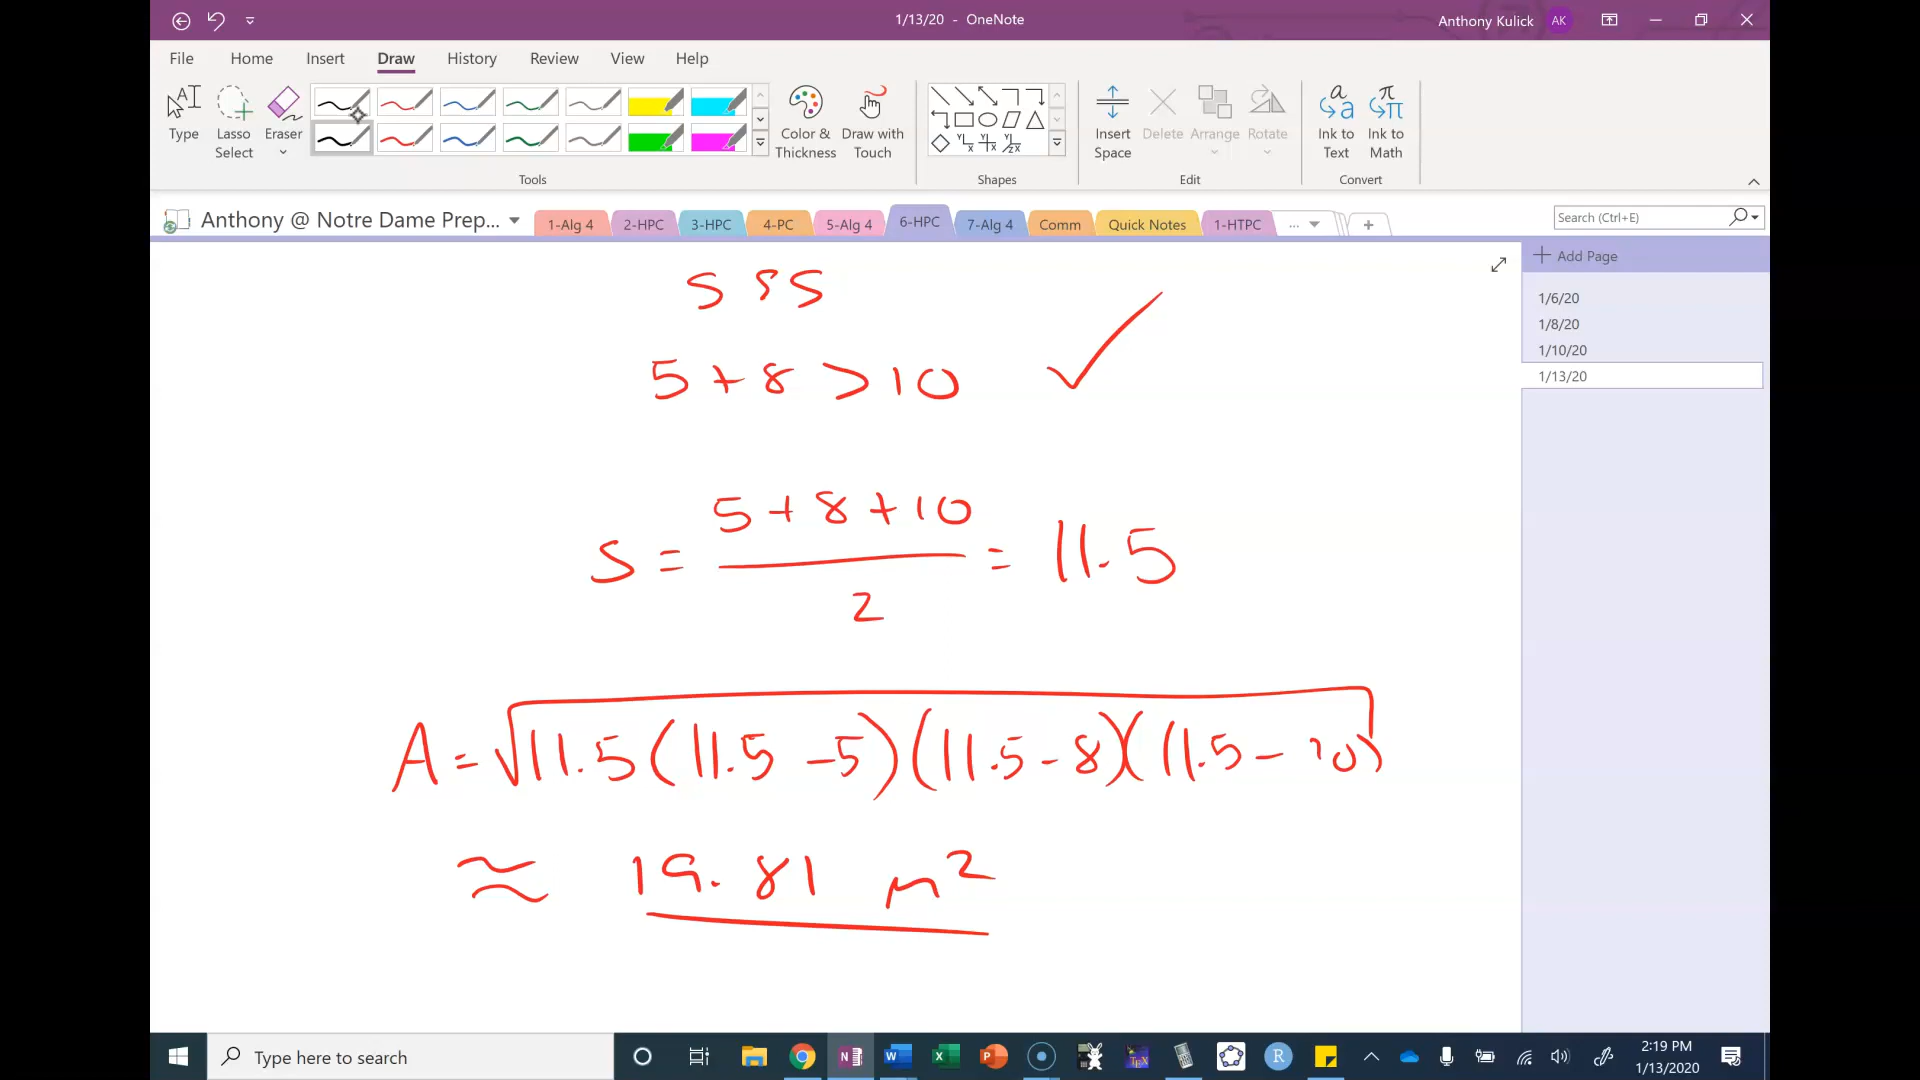 1/13/20 - OneNote
Anthony Kulick AK
File Home Insert Draw History Review View Help
Type
Lasso Select
Eraser
Color & Thickness
Draw with Touch
Insert Space
Delete
Arrange
Rotate
Ink to Text
Ink to Math
Tools Shapes Edit Convert
Anthony @ Notre Dame Prep...
1-Alg 4 2-HPC 3-HPC 4-PC 5-Alg 4 6-HPC 7-Alg 4 Comm Quick Notes 1-HTPC ... +
Search (Ctrl+E)
Add Page
1/6/20
1/8/20
1/10/20
1/13/20
S S S
5 + 8 > 10 ✓
S = (5 + 8 + 10)/2 = 11.5
A = √11.5(11.5 - 5)(11.5 - 8)(11.5 - 10)
≈ 19.81 m²
Type here to search
2:19 PM
1/13/2020